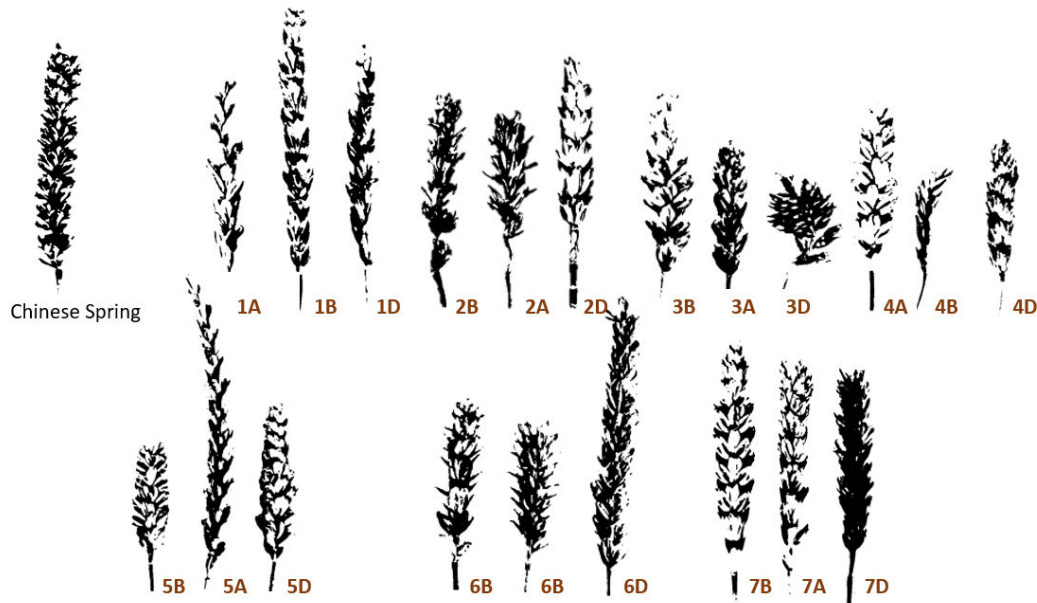 Chinese Spring
1A 1B 1D 2B 2A 2D 3B 3A 3D 4A 4B 4D
5B 5A 5D 6B 6B 6D 7B 7A 7D